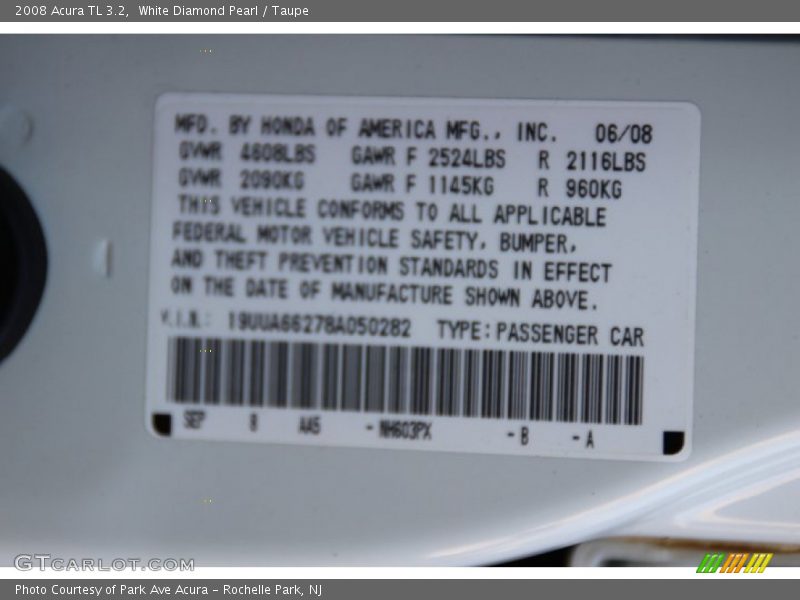 2008 Acura TL 3.2,  White Diamond Pearl / Taupe
MFD. BY HONDA OF AMERICA MFG., INC. 06/08
GVWR 4608LBS GAWR F 2524LBS R 2116LBS
GVWR 2090KG GAWR F 1145KG R 960KG
THIS VEHICLE CONFORMS TO ALL APPLICABLE
FEDERAL MOTOR VEHICLE SAFETY, BUMPER,
AND THEFT PREVENTION STANDARDS IN EFFECT
ON THE DATE OF MANUFACTURE SHOWN ABOVE.
V.I.N.: 19UUA66278A050282 TYPE:PASSENGER CAR
SEP 8 AA5 -NH603PX -B -A
GTCARLOT.COM
Photo Courtesy of Park Ave Acura - Rochelle Park, NJ